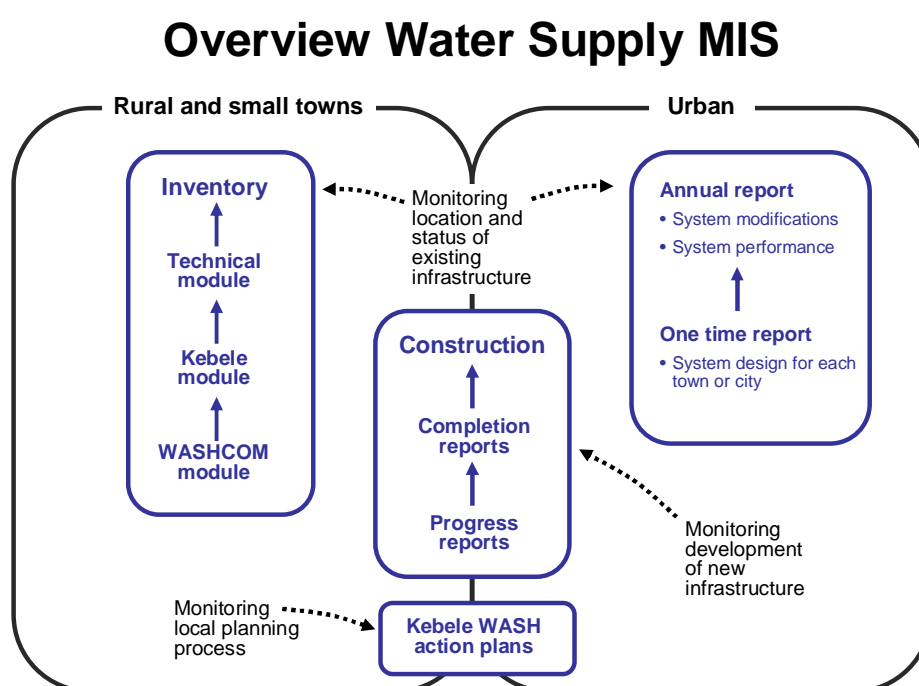 Overview Water Supply MIS
Rural and small towns
Urban
Inventory
Technical
module
Kebele
module
WASHCOM
module
Monitoring
location and
status of
existing
infrastructure
Annual report
• System modifications
• System performance
One time report
• System design for each
town or city
Construction
Completion
reports
Progress
reports
Monitoring
development
of new
infrastructure
Monitoring
local planning
process
Kebele WASH
action plans